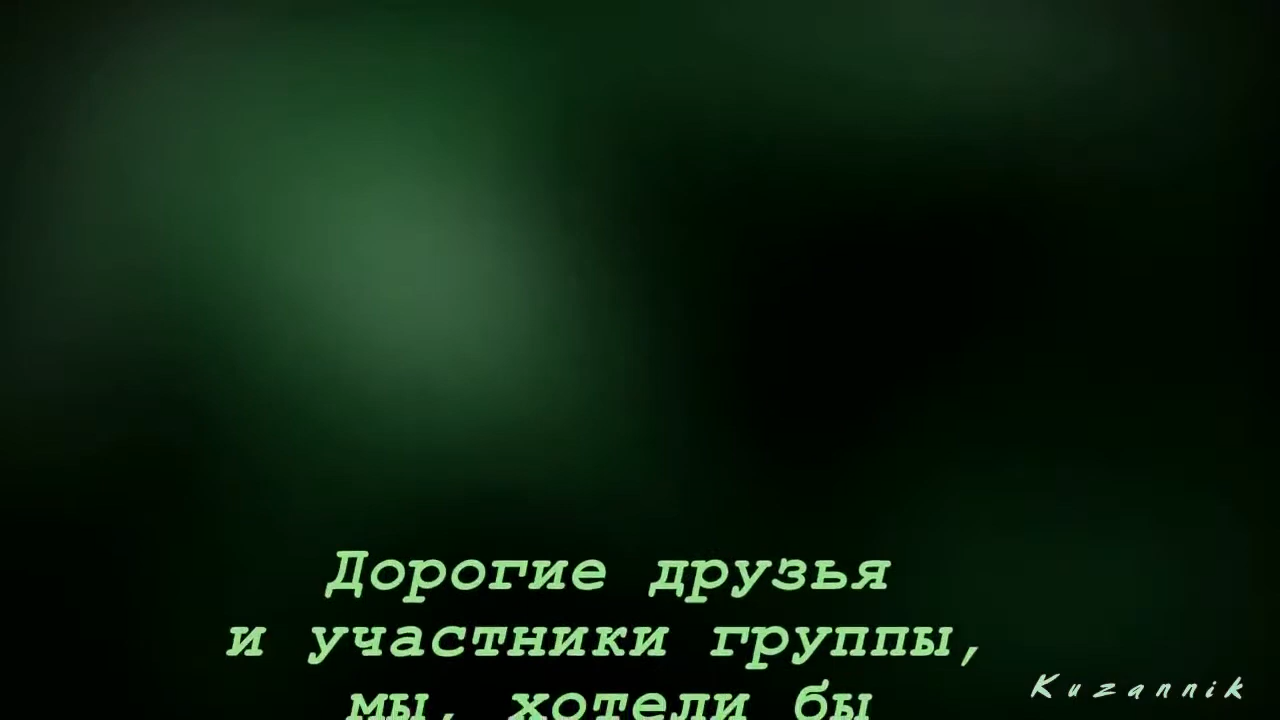 Дорогие друзья
и участники группы,
мы, хотели бы
Kuzannik